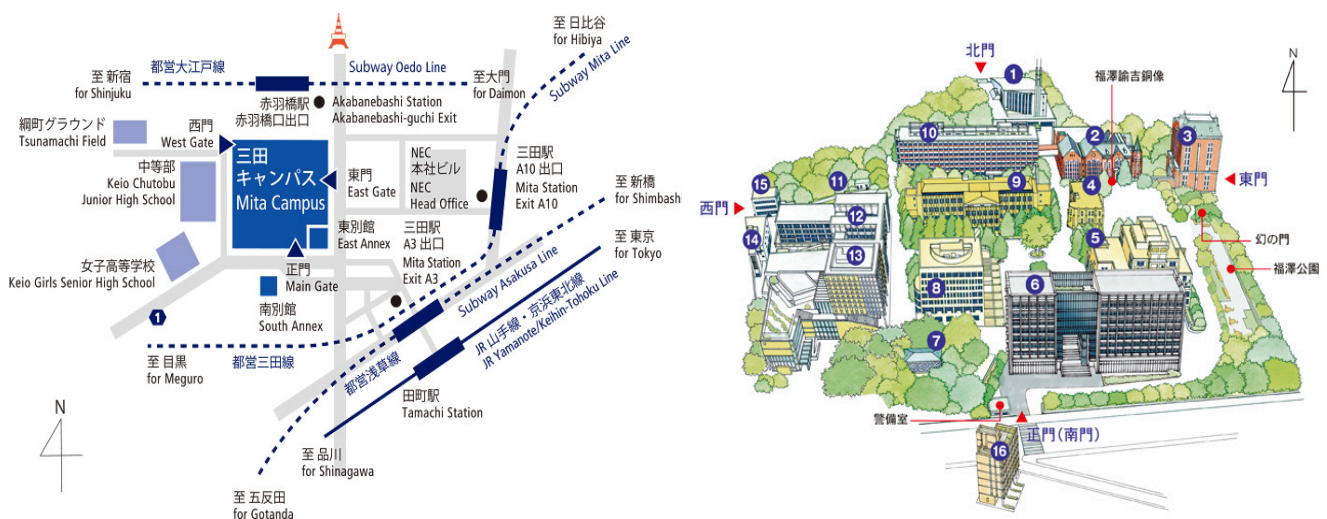 至 日比谷
for Hibiya
Subway Mita Line
都営大江戸線
Subway Oedo Line
至 新宿
for Shinjuku
至大門
for Daimon
赤羽橋駅
赤羽橋口出口
Akabanebashi Station
Akabanebashi-guchi Exit
綱町グラウンド
Tsunamachi Field
西門
West Gate
中等部
Keio Chutobu
Junior High School
三田
キャンパス
Mita Campus
東門
East Gate
NEC
本社ビル
NEC
Head Office
三田駅
A10 出口
Mita Station
Exit A10
至 新橋
for Shimbashi
東別館
East Annex
三田駅
A3 出口
Mita Station
Exit A3
至 東京
for Tokyo
女子高等学校
Keio Girls Senior High School
正門
Main Gate
南別館
South Annex
Subway Asakusa Line
JR 山手線・京浜東北線
JR Yamanote/Keihin-Tohoku Line
1
至 目黒
for Meguro
都営三田線
都営浅草線
田町駅
Tamachi Station
N
至 品川
for Shinagawa
至 五反田
for Gotanda
北門
1
福澤諭吉銅像
N
10
2
3
15
11
9
4
東門
西門
12
14
13
5
幻の門
福澤公園
8
6
7
警備室
正門(南門)
16